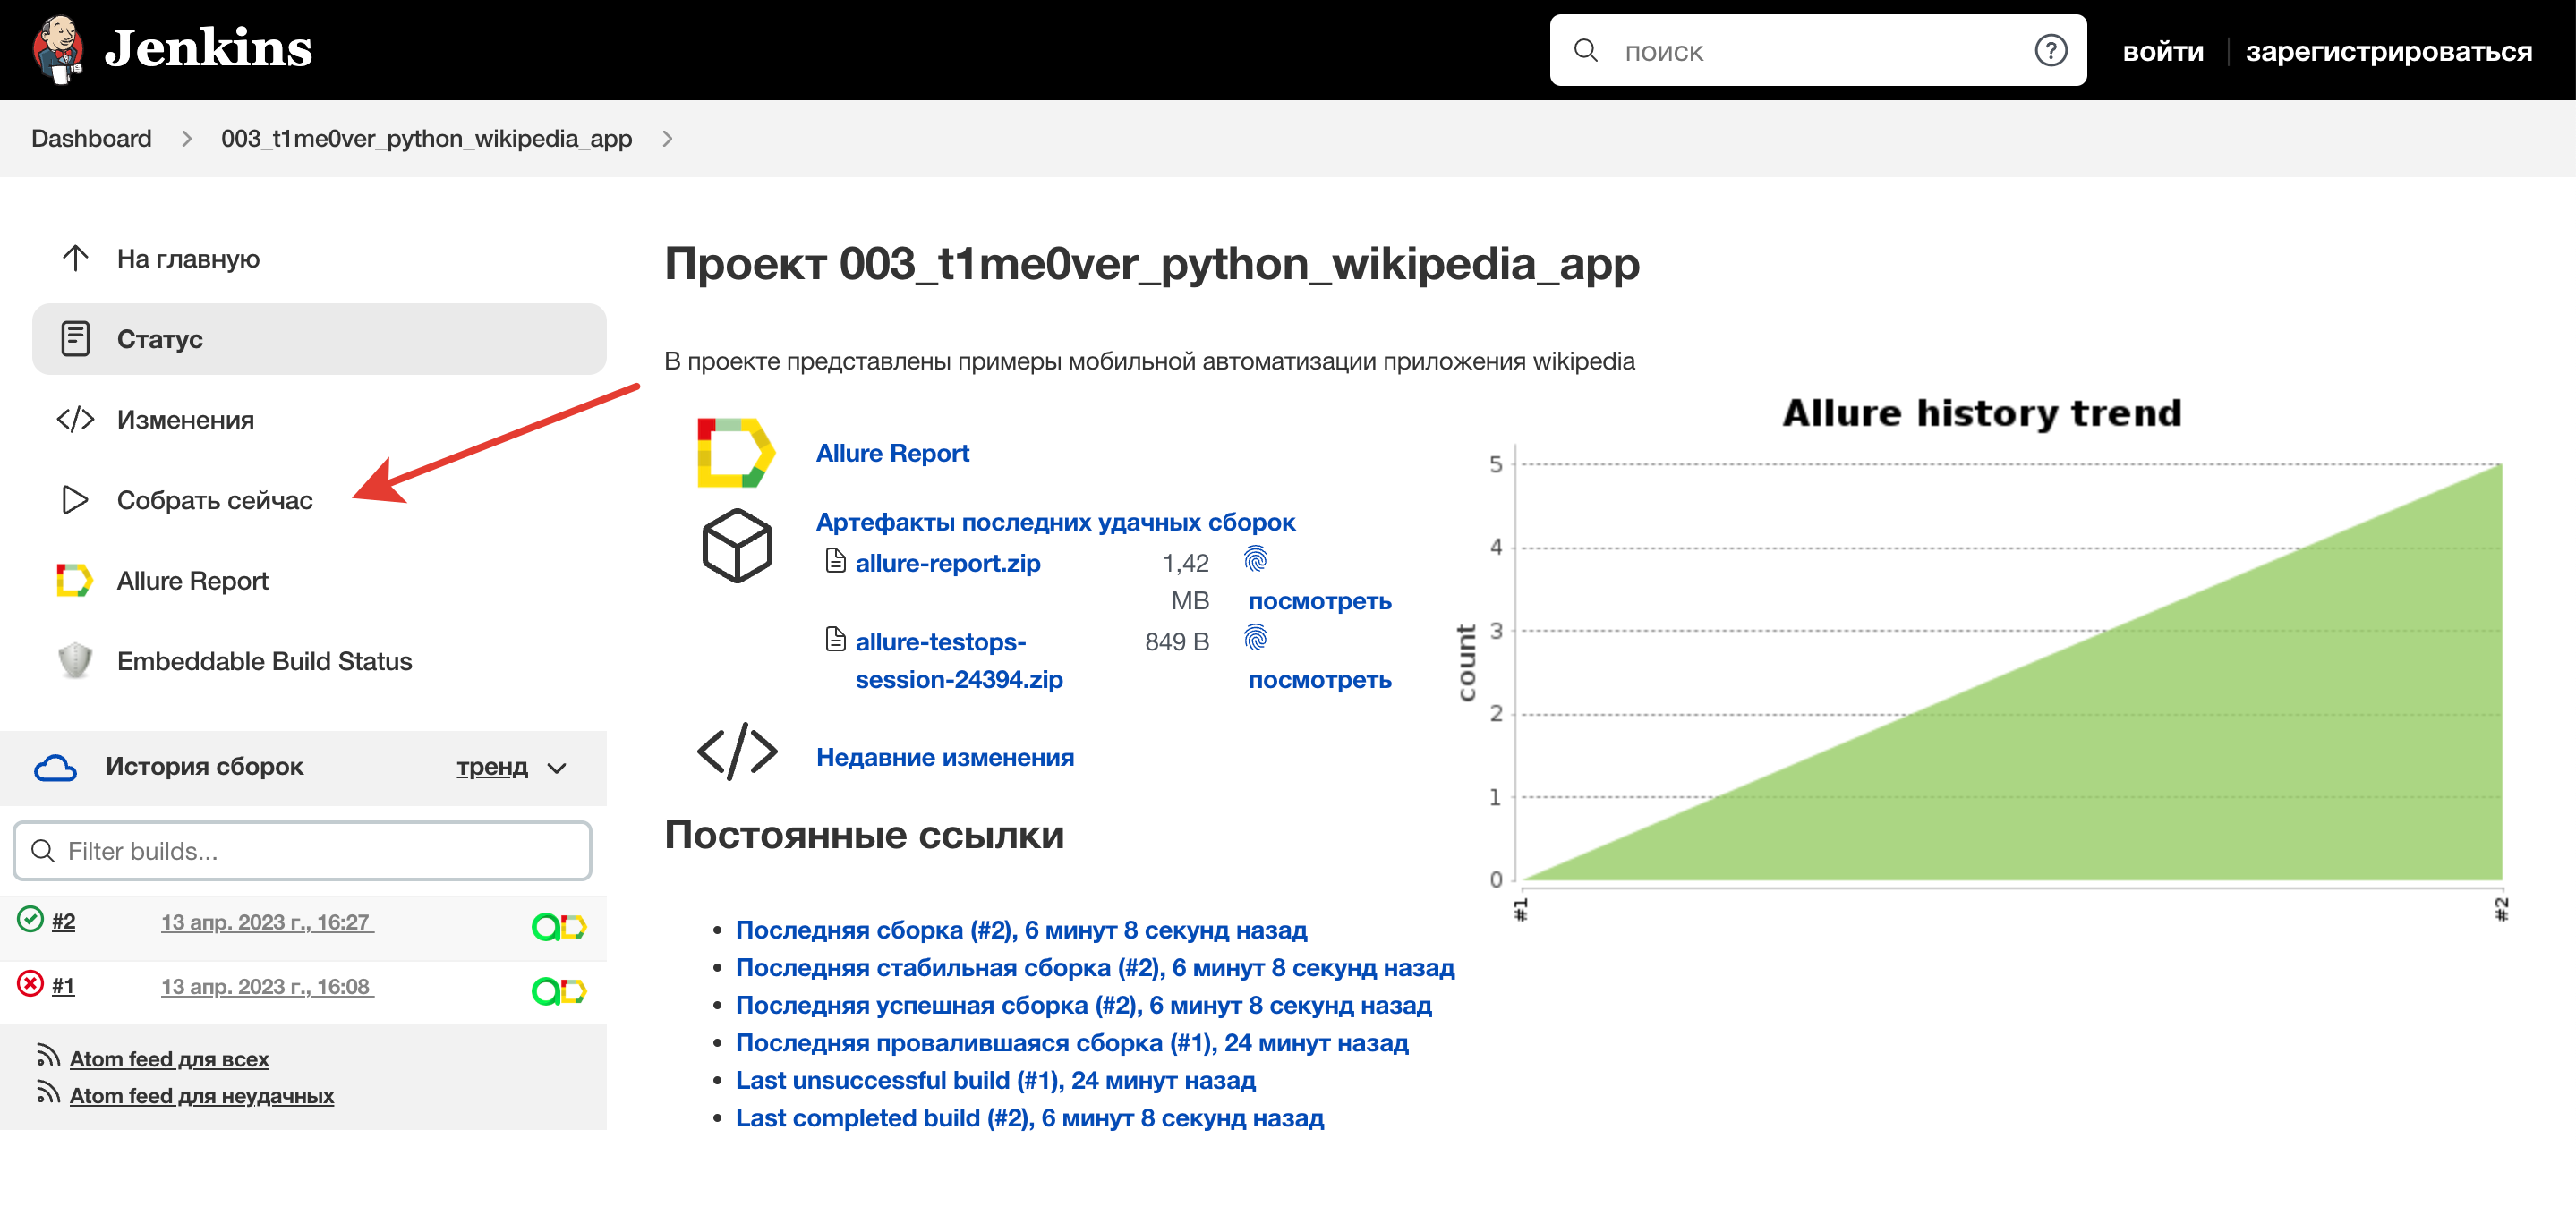 Jenkins
поиск
войти
зарегистрироваться
Dashboard
003_t1me0ver_python_wikipedia_app
На главную
Статус
Изменения
Собрать сейчас
Allure Report
Embeddable Build Status
История сборок
тренд
Filter builds...
#2 13 апр. 2023 г., 16:27
#1 13 апр. 2023 г., 16:08
Atom feed для всех
Atom feed для неудачных
Проект 003_t1me0ver_python_wikipedia_app
В проекте представлены примеры мобильной автоматизации приложения wikipedia
Allure Report
Артефакты последних удачных сборок
allure-report.zip 1,42
MB посмотреть
allure-testops- 849 B
session-24394.zip посмотреть
Недавние изменения
Постоянные ссылки
Последняя сборка (#2), 6 минут 8 секунд назад
Последняя стабильная сборка (#2), 6 минут 8 секунд назад
Последняя успешная сборка (#2), 6 минут 8 секунд назад
Последняя провалившаяся сборка (#1), 24 минут назад
Last unsuccessful build (#1), 24 минут назад
Last completed build (#2), 6 минут 8 секунд назад
Allure history trend
5
4
3
2
1
0
count
#1
#2